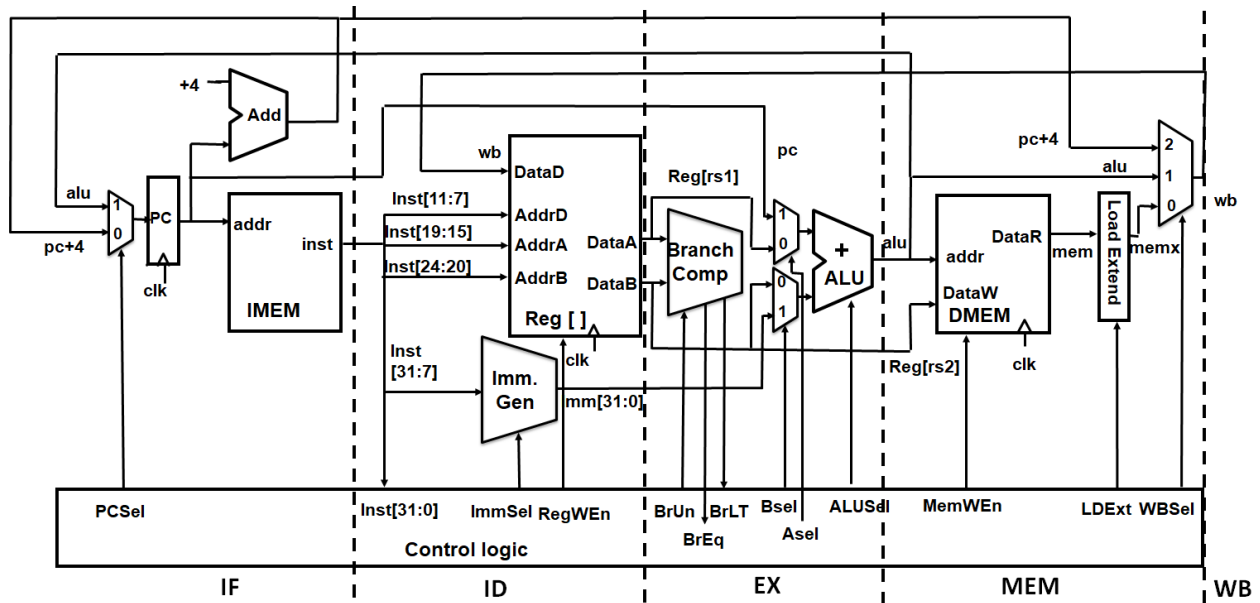 +4
Add
alu
1
0
pc+4
PC
clk
addr
inst
IMEM
wb
Inst[11:7]
Inst[19:15]
Inst[24:20]
DataD
AddrD
AddrA
AddrB
DataA
DataB
Reg [ ]
clk
Inst
[31:7]
Imm.
Gen
mm[31:0]
Reg[rs1]
pc
Branch
Comp
1
0
0
1
+
ALU
alu
addr
DataR
DataW
DMEM
clk
Reg[rs2]
mem
Load Extend
memx
pc+4
alu
2
1
0
wb
PCSel
Inst[31:0]
ImmSel
RegWEn
BrUn
BrEq
BrLT
Bsel
Asel
ALUSel
MemWEn
LDExt
WBSel
Control logic
IF
ID
EX
MEM
WB